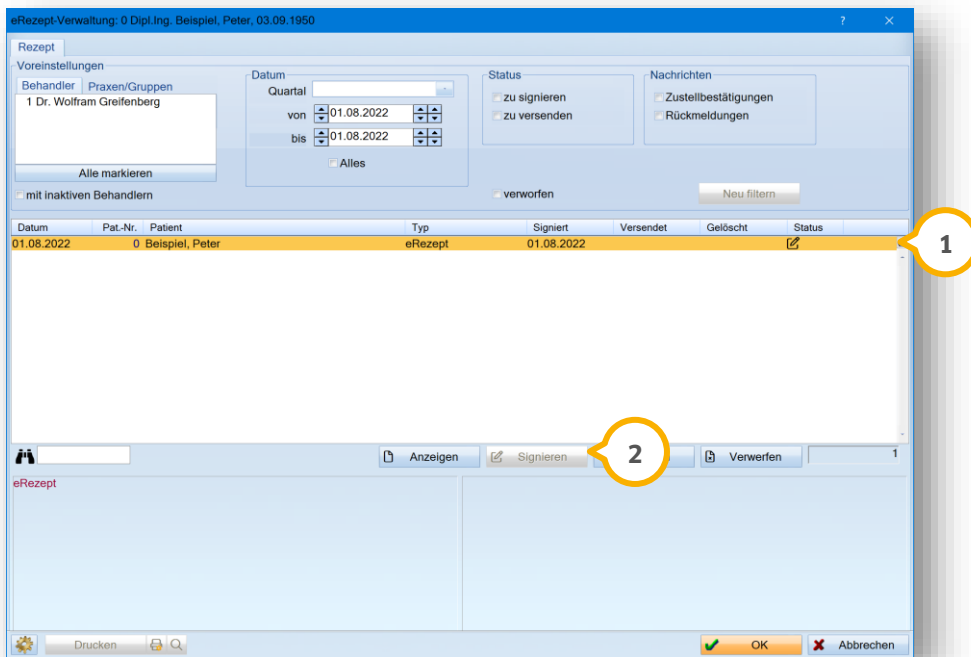 eRezept-Verwaltung: 0 Dipl.Ing. Beispiel, Peter, 03.09.1950 ?
Rezept
Voreinstellungen
Behandler Praxen/Gruppen
1 Dr. Wolfram Greifenberg
Alle markieren
mit inaktiven Behandlern
Datum
Quartal
von 01.08.2022
bis 01.08.2022
Alles
Status
zu signieren
zu versenden
verworfen
Nachrichten
Zustellbestätigungen
Rückmeldungen
Neu filtern
Datum Pat.-Nr. Patient Typ Signiert Versendet Gelöscht Status
01.08.2022 0 Beispiel, Peter eRezept 01.08.2022
1
Anzeigen Signieren 2 Verwerfen 1
eRezept
Drucken OK Abbrechen